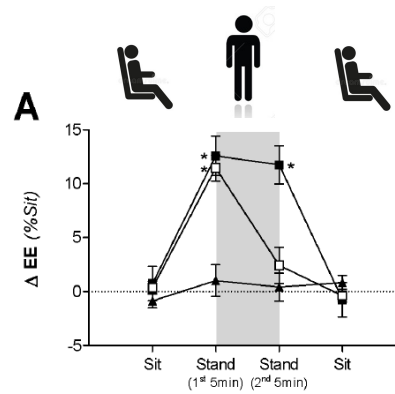 A
15
10
5
0
-5
Δ EE (%Sit)
*
*
*
Sit Stand Stand Sit
(1st 5min) (2nd 5min)